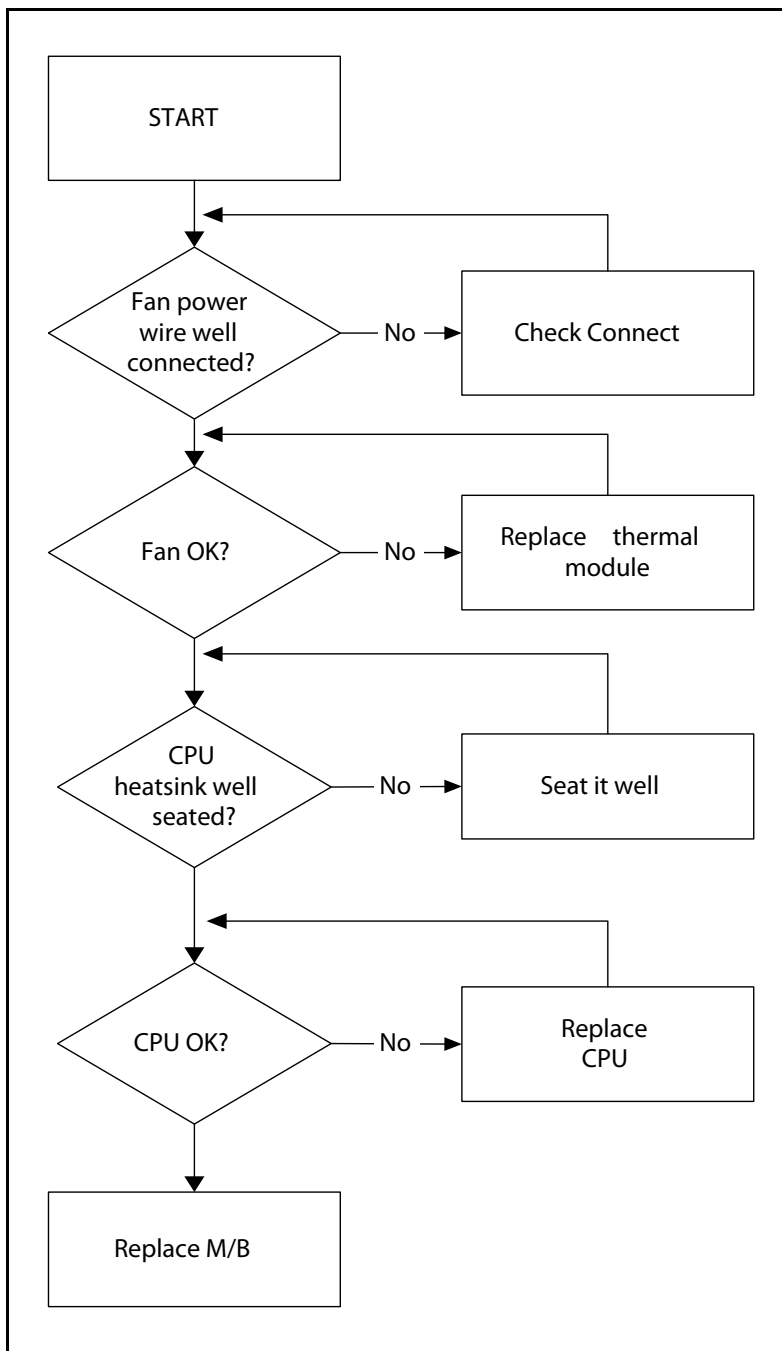 START
Fan power
wire well
connected?
No
Check Connect
Fan OK?
No
Replace thermal
module
CPU
heatsink well
seated?
No
Seat it well
CPU OK?
No
Replace
CPU
Replace M/B